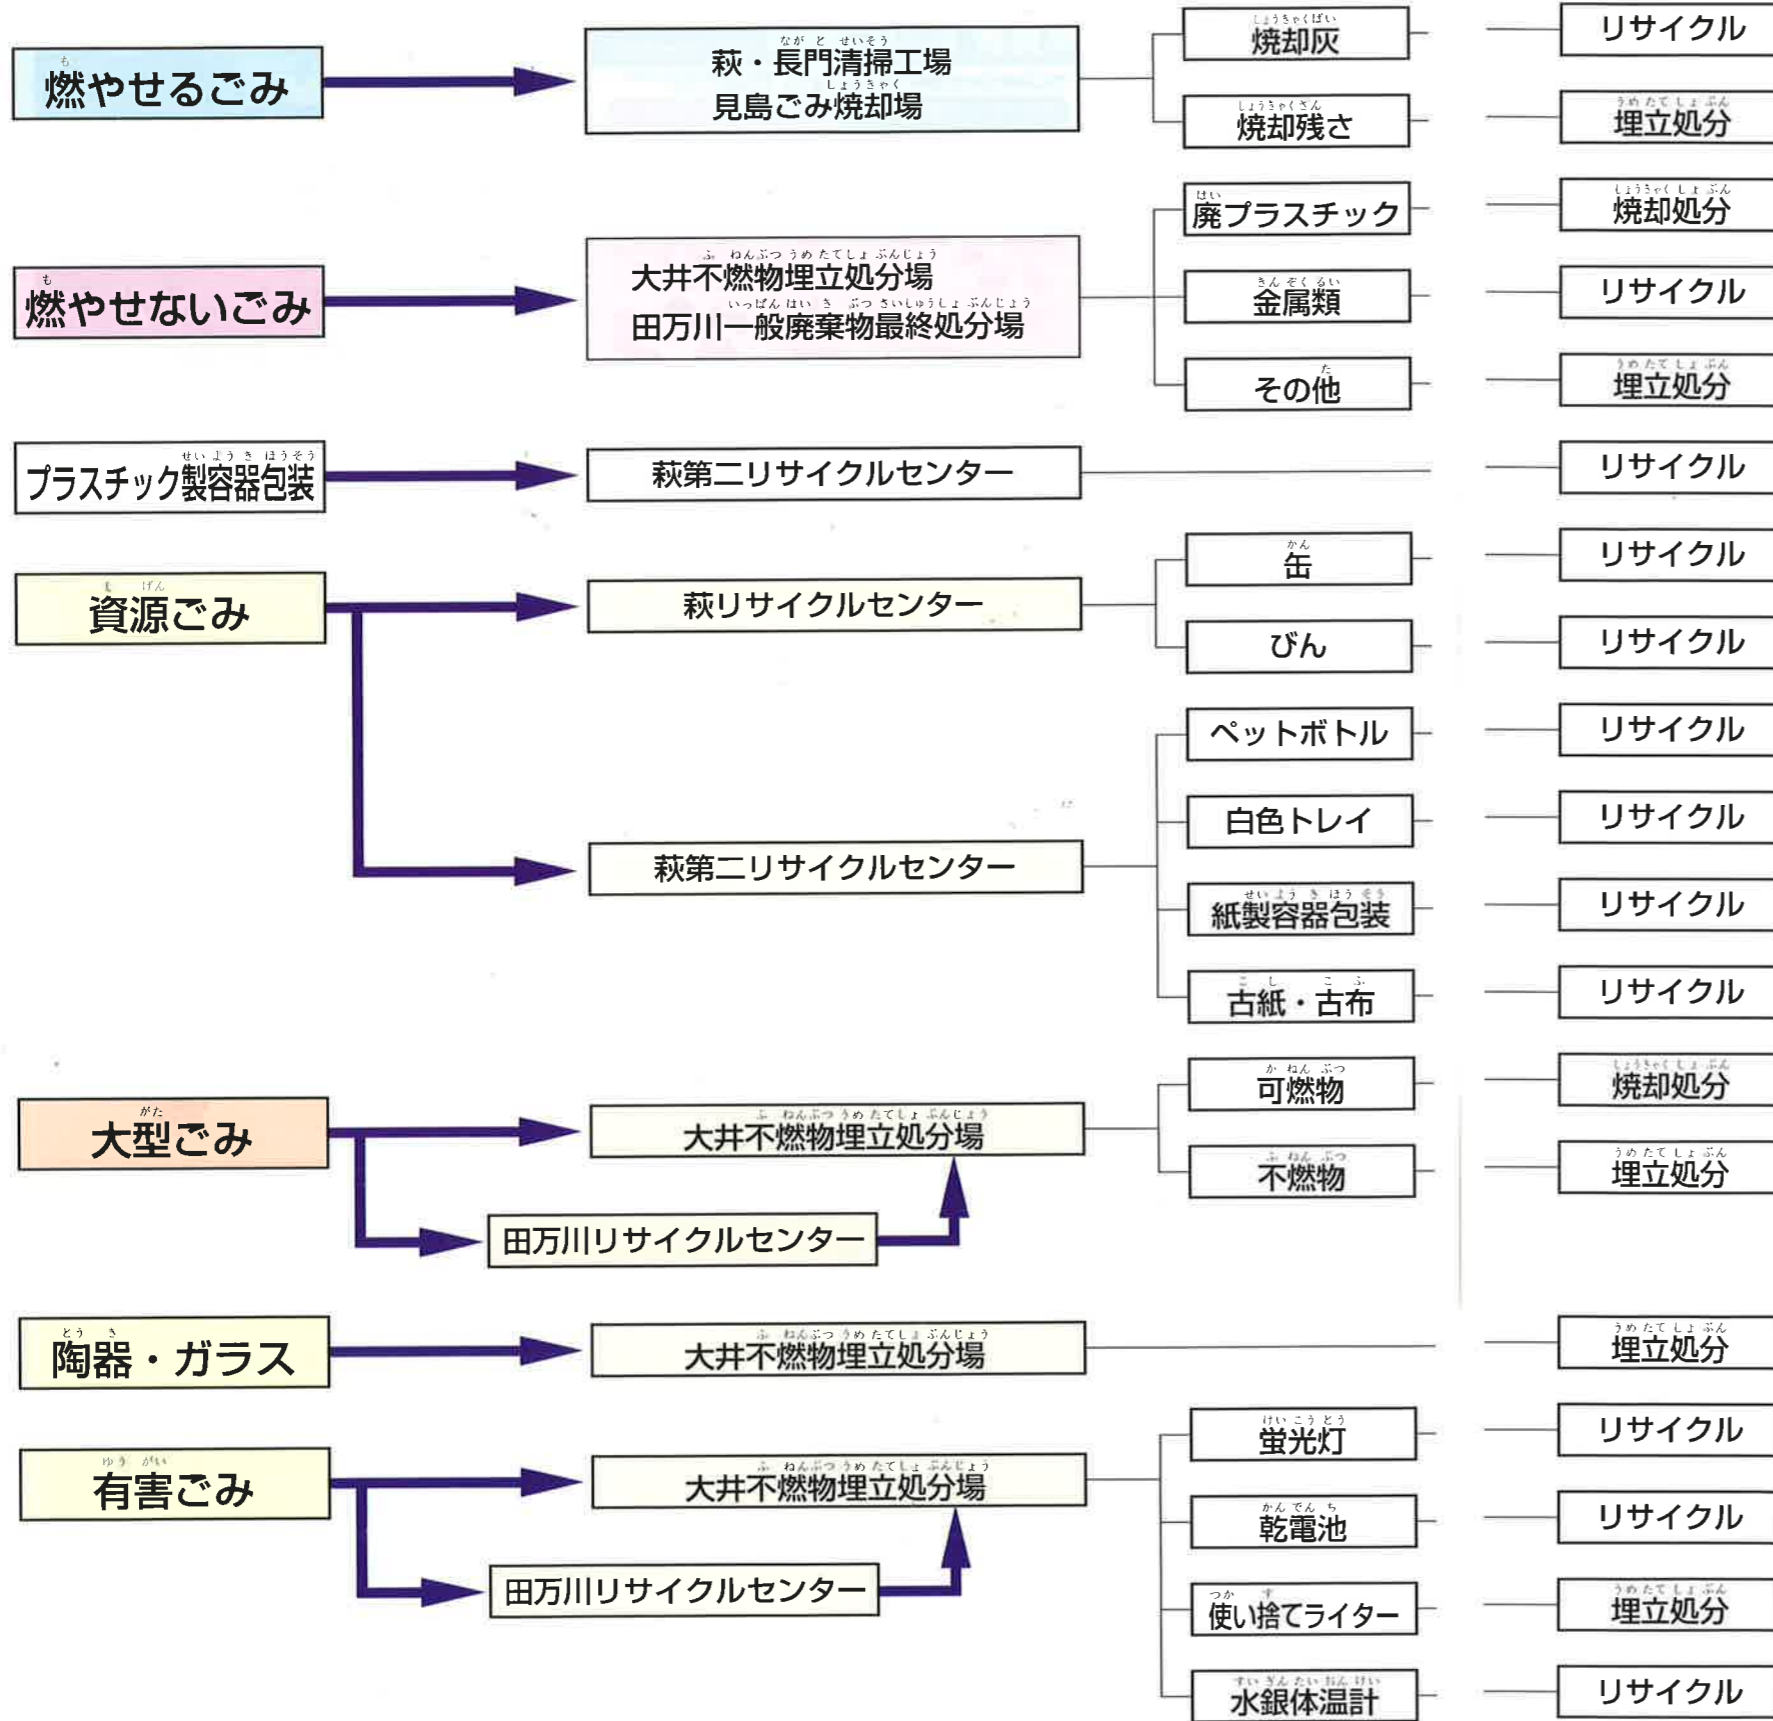 燃やせるごみ
萩・長門清掃工場
見島ごみ焼却場
焼却灰
リサイクル
焼却残さ
埋立処分
燃やせないごみ
大井不燃物埋立処分場
田万川一般廃棄物最終処分場
廃プラスチック
焼却処分
金属類
リサイクル
その他
埋立処分
プラスチック製容器包装
萩第二リサイクルセンター
リサイクル
資源ごみ
萩リサイクルセンター
缶
リサイクル
びん
リサイクル
萩第二リサイクルセンター
ペットボトル
リサイクル
白色トレイ
リサイクル
紙製容器包装
リサイクル
古紙・古布
リサイクル
大型ごみ
大井不燃物埋立処分場
田万川リサイクルセンター
可燃物
焼却処分
不燃物
埋立処分
陶器・ガラス
大井不燃物埋立処分場
埋立処分
有害ごみ
大井不燃物埋立処分場
田万川リサイクルセンター
蛍光灯
リサイクル
乾電池
リサイクル
使い捨てライター
埋立処分
水銀体温計
リサイクル